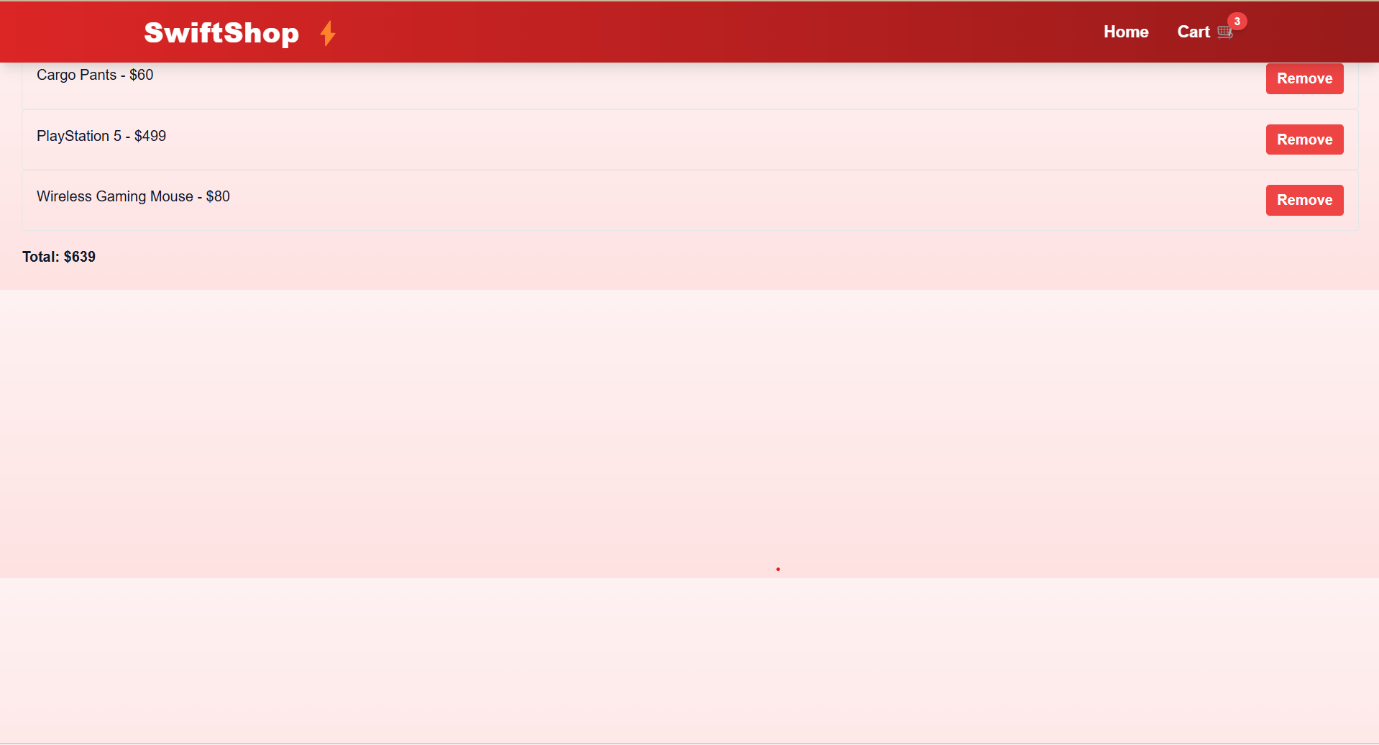 SwiftShop
Home
Cart
3
Cargo Pants - $60
Remove
PlayStation 5 - $499
Remove
Wireless Gaming Mouse - $80
Remove
Total: $639